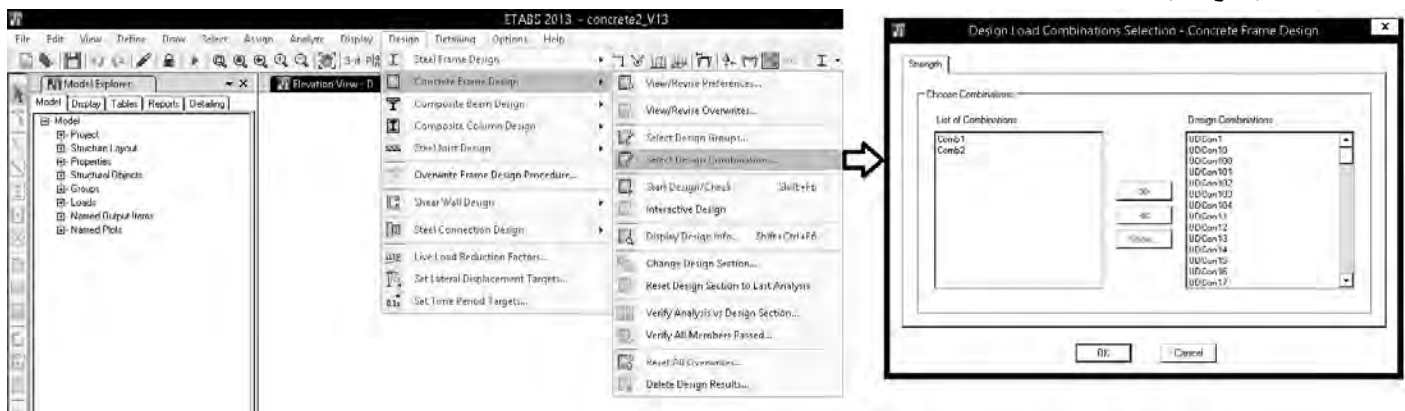 ETABS 2013 - concrete2_V13
File Edit View Define Draw Select Assign Analyze Display Design Detailing Options Help
Model Explorer
Elevation View - D
Model Display Tables Reports Detailing
Model
Project
Structure Layout
Properties
Structural Objects
Groups
Loads
Named Output Items
Named Plots
Steel Frame Design
Concrete Frame Design
Composite Beam Design
Composite Column Design
Steel Joist Design
Overwrite Frame Design Procedure...
Shear Wall Design
Steel Connection Design
Live Load Reduction Factors...
Set Lateral Displacement Targets...
Set Time Period Targets...
View/Revise Preferences...
View/Revise Overwrites...
Select Design Groups...
Select Design Combinations...
Start Design/Check Shift+F6
Interactive Design
Display Design Info... Shift+Ctrl+F6
Change Design Section...
Reset Design Section to Last Analysis
Verify Analysis vs Design Section...
Verify All Members Passed...
Reset All Overwrites...
Delete Design Results...
Design Load Combinations Selection - Concrete Frame Design
Strength
Choose Combinations
List of Combinations
Comb1
Comb2
>>
<<
Show...
Design Combinations
UDCon1
UDCon10
UDCon100
UDCon101
UDCon102
UDCon103
UDCon104
UDCon11
UDCon12
UDCon13
UDCon14
UDCon15
UDCon16
UDCon17
OK Cancel